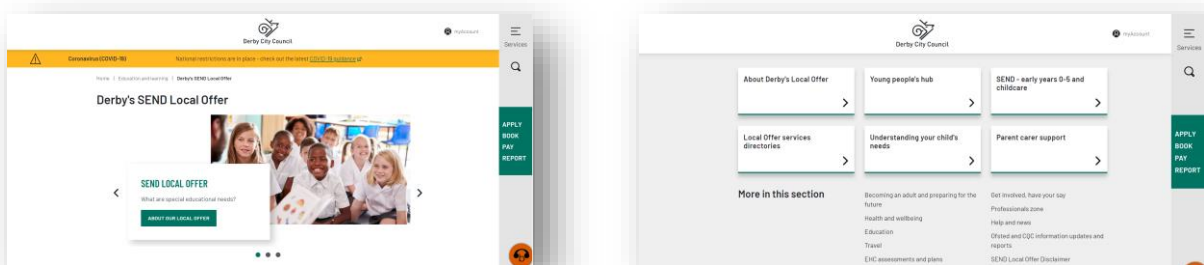 Derby City Council
myAccount
Services
Coronavirus (COVID-19)
National restrictions are in place - check out the latest COVID-19 guidance
Home / Education and learning / Derby's SEND Local Offer
Derby's SEND Local Offer
SEND LOCAL OFFER
What are special educational needs?
ABOUT OUR LOCAL OFFER
APPLY
BOOK
PAY
REPORT
Derby City Council
myAccount
Services
About Derby's Local Offer
Young people's hub
SEND - early years 0-5 and
childcare
Local Offer services
directories
Understanding your child's
needs
Parent carer support
APPLY
BOOK
PAY
REPORT
More in this section
Becoming an adult and preparing for the
future
Health and wellbeing
Education
Travel
EHC assessments and plans
Get involved, have your say
Professionals zone
Help and news
Ofsted and CQC information updates and
reports
SEND Local Offer Disclaimer